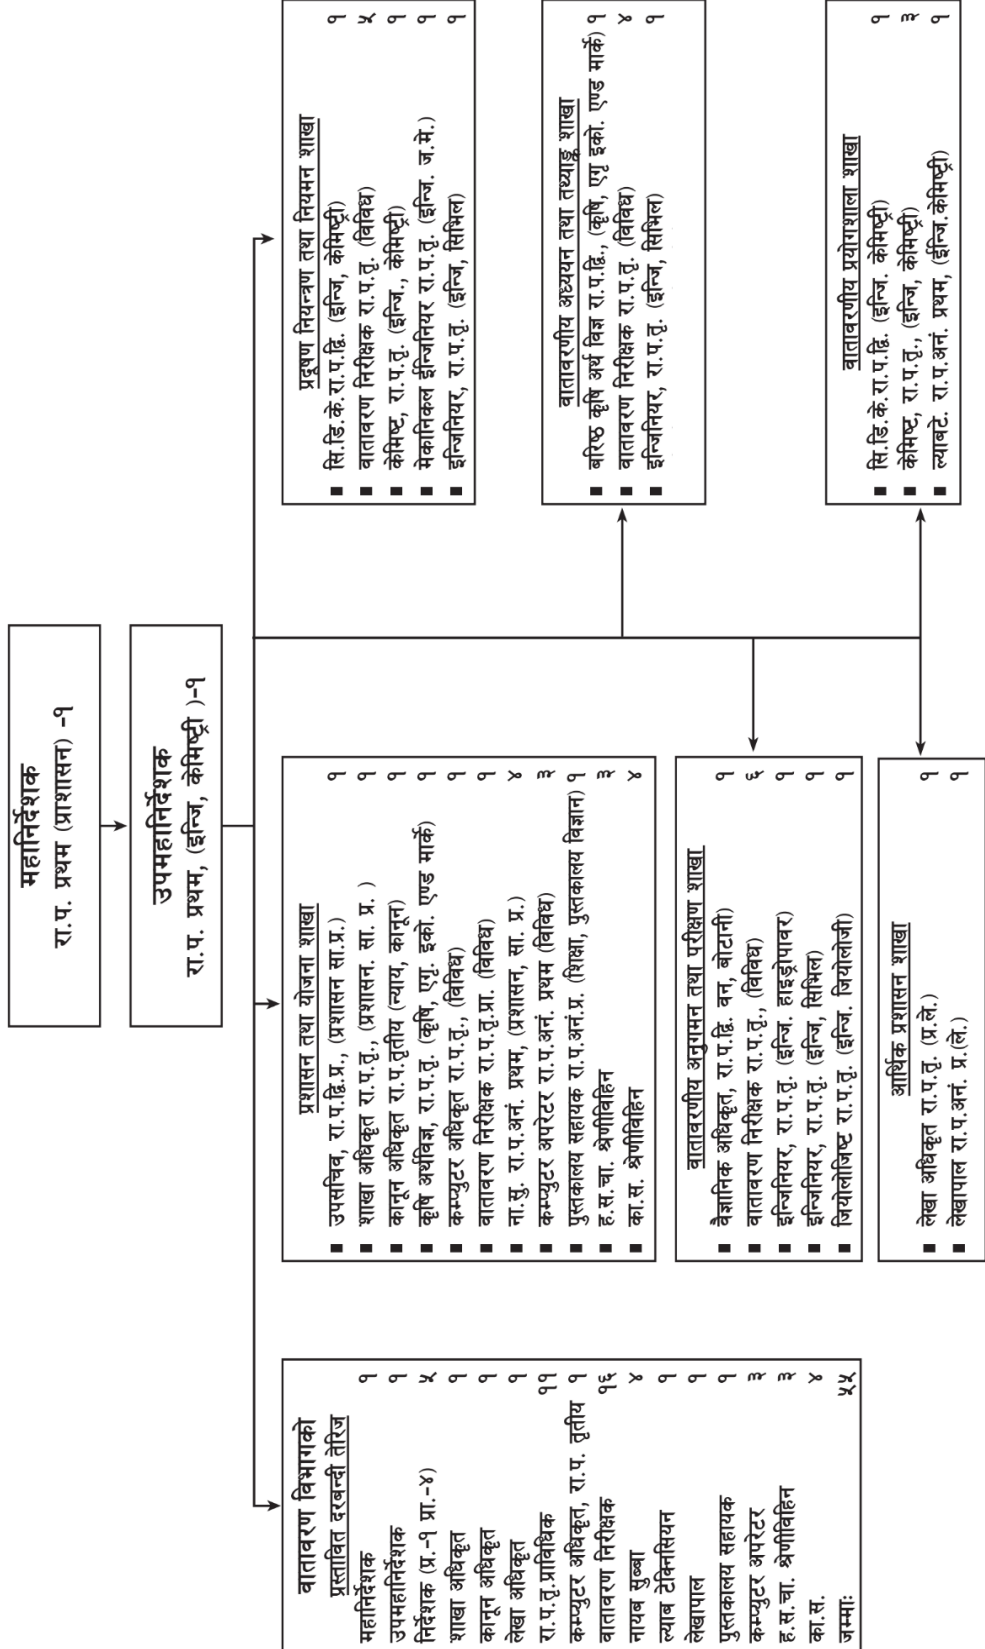 महानिर्देशक
रा.प. प्रथम (प्राशासन) -१
उपमहानिर्देशक
रा.प. प्रथम, (इन्जि, केमिष्ट्री )-१
वातावरण विभागको
प्रस्तावित दरबन्दी तेरिज
महानिर्देशक १
उपमहानिर्देशक १
निर्देशक (प्र.-१ प्रा.-४) ५
शाखा अधिकृत १
कानून अधिकृत १
लेखा अधिकृत १
रा.प.तृ.प्राविधिक ११
कम्प्युटर अधिकृत, रा.प. तृतीय १
वातावरण निरीक्षक १६
नायब सुब्बा ४
ल्याब टेक्निसियन १
लेखापाल १
पुस्तकालय सहायक १
कम्प्युटर अपरेटर ३
ह.स.चा. श्रेणीविहिन ३
का.स. ४
जम्माः ५५
प्रशासन तथा योजना शाखा
■ उपसचिव, रा.प.द्वि.प्र., (प्रशासन सा.प्र.) १
■ शाखा अधिकृत रा.प.तृ., (प्रशासन. सा. प्र. ) १
■ कानून अधिकृत रा.प.तृतीय (न्याय, कानून) १
■ कृषि अर्थविज्ञ, रा.प.तृ. (कृषि, एगृ. इको. एण्ड मार्के) १
■ कम्प्युटर अधिकृत रा.प.तृ., (विविध) १
■ वातावरण निरीक्षक रा.प.तृ.प्रा. (विविध) १
■ ना.सु. रा.प.अनं. प्रथम, (प्रशासन, सा. प्र.) ४
■ कम्प्युटर अपरेटर रा.प.अनं. प्रथम (विविध) ३
■ पुस्तकालय सहायक रा.प.अनं.प्र. (शिक्षा, पुस्तकालय विज्ञान) १
■ ह.स.चा. श्रेणीविहिन ३
■ का.स. श्रेणीविहिन ४
वातावरणीय अनुगमन तथा परीक्षण शाखा
■ वैज्ञानिक अधिकृत, रा.प.द्वि. वन, बोटानी) १
■ वातावरण निरीक्षक रा.प.तृ., (विविध) ६
■ इन्जिनियर, रा.प.तृ. (इन्जि. हाइड्रोपावर) १
■ इन्जिनियर, रा.प.तृ. (इन्जि, सिभिल) १
■ जियोलोजिष्ट रा.प.तृ. (इन्जि. जियोलोजी) १
आर्थिक प्रशासन शाखा
■ लेखा अधिकृत रा.प.तृ. (प्र.ले.) १
■ लेखापाल रा.प.अनं. प्र.(ले.) १
प्रदूषण नियन्त्रण तथा नियमन शाखा
■ सि.डि.के.रा.प.द्वि. (इन्जि, केमिष्ट्री) १
■ वातावरण निरीक्षक रा.प.तृ. (विविध) ५
■ केमिष्ट, रा.प.तृ. (इन्जि., केमिष्ट्री) १
■ मेकानिकल ईन्जिनियर रा.प.तृ. (इन्जि. ज.मे.) १
■ इन्जिनियर, रा.प.तृ. (इन्जि, सिभिल) १
वातावरणीय अध्ययन तथा तथ्याङ्क शाखा
■ बरिष्ठ कृषि अर्थ विज्ञ रा.प.द्वि., (कृषि, एगृ इको. एण्ड मार्के) १
■ वातावरण निरीक्षक रा.प.तृ. (विविध) ४
■ इन्जिनियर, रा.प.तृ. (इन्जि, सिभिल) १
वातावरणीय प्रयोगशाला शाखा
■ सि.डि.के.रा.प.द्वि. (इन्जि. केमिष्ट्री) १
■ केमिष्ट, रा.प.तृ., (इन्जि, केमिष्ट्री) ३
■ ल्याबटे. रा.प.अनं. प्रथम, (ईन्जि.केमिष्ट्री) १